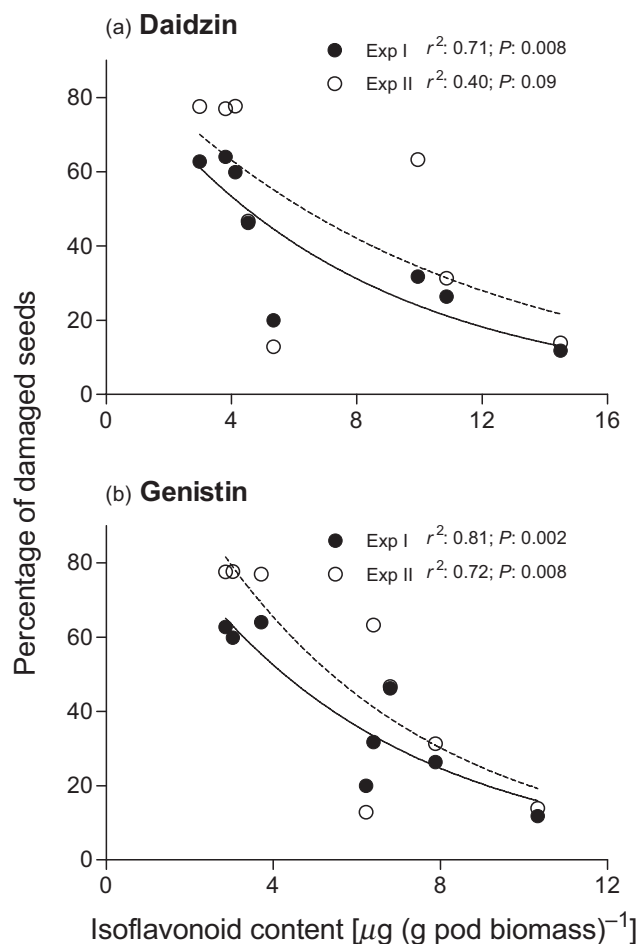 (a) Daidzin
Exp I r²: 0.71; P: 0.008
Exp II r²: 0.40; P: 0.09
80
60
40
20
0
0 4 8 12 16
(b) Genistin
Exp I r²: 0.81; P: 0.002
Exp II r²: 0.72; P: 0.008
80
60
40
20
0
0 4 8 12
Percentage of damaged seeds
Isoflavonoid content [µg (g pod biomass)⁻¹]